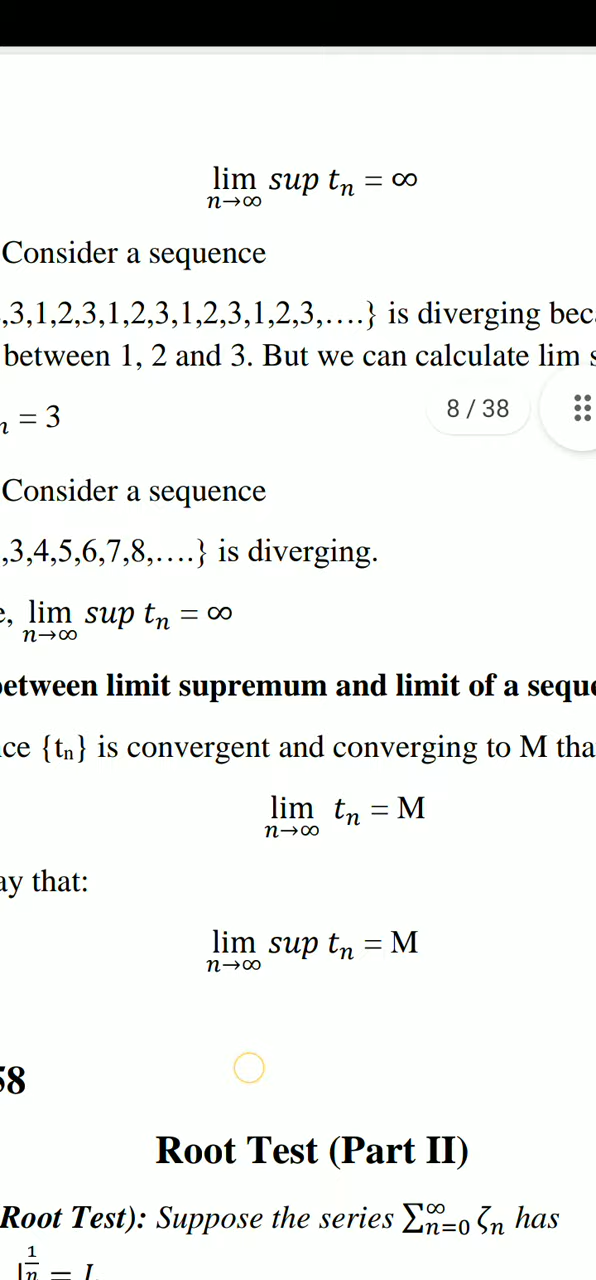 lim sup tn = ∞
n→∞
Consider a sequence
,3,1,2,3,1,2,3,1,2,3,1,2,3,….} is diverging bec
between 1, 2 and 3. But we can calculate lim s
n = 3
8 / 38
Consider a sequence
,3,4,5,6,7,8,….} is diverging.
e, lim sup tn = ∞
n→∞
between limit supremum and limit of a seque
nce {tn} is convergent and converging to M tha
lim tn = M
n→∞
ay that:
lim sup tn = M
n→∞
58
Root Test (Part II)
Root Test): Suppose the series ∑∞n=0 ζn has
|1/n = L